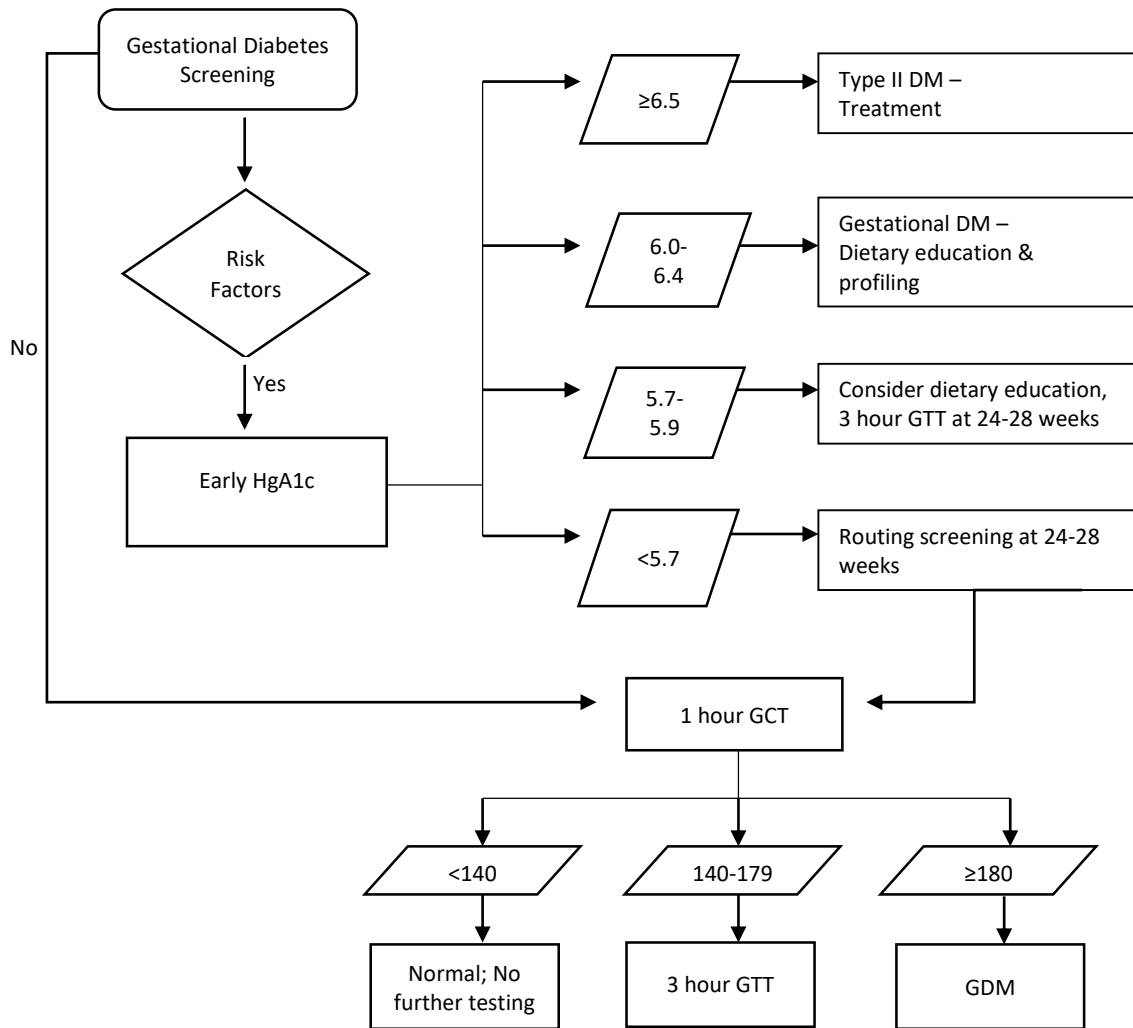 Gestational Diabetes
Screening
≥6.5
Type II DM –
Treatment
Risk
Factors
6.0-
6.4
Gestational DM –
Dietary education &
profiling
No
Yes
5.7-
5.9
Consider dietary education,
3 hour GTT at 24-28 weeks
Early HgA1c
<5.7
Routing screening at 24-28
weeks
1 hour GCT
<140
140-179
≥180
Normal; No
further testing
3 hour GTT
GDM